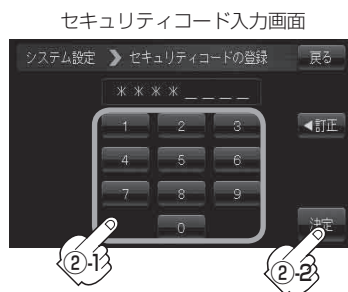 セキュリティコード入力画面
システム設定 》 セキュリティコードの登録 戻る
＊＊＊＊＿＿＿＿
1 2 3 ◀訂正
4 5 6
7 8 9
0 決定
②-1 ②-2